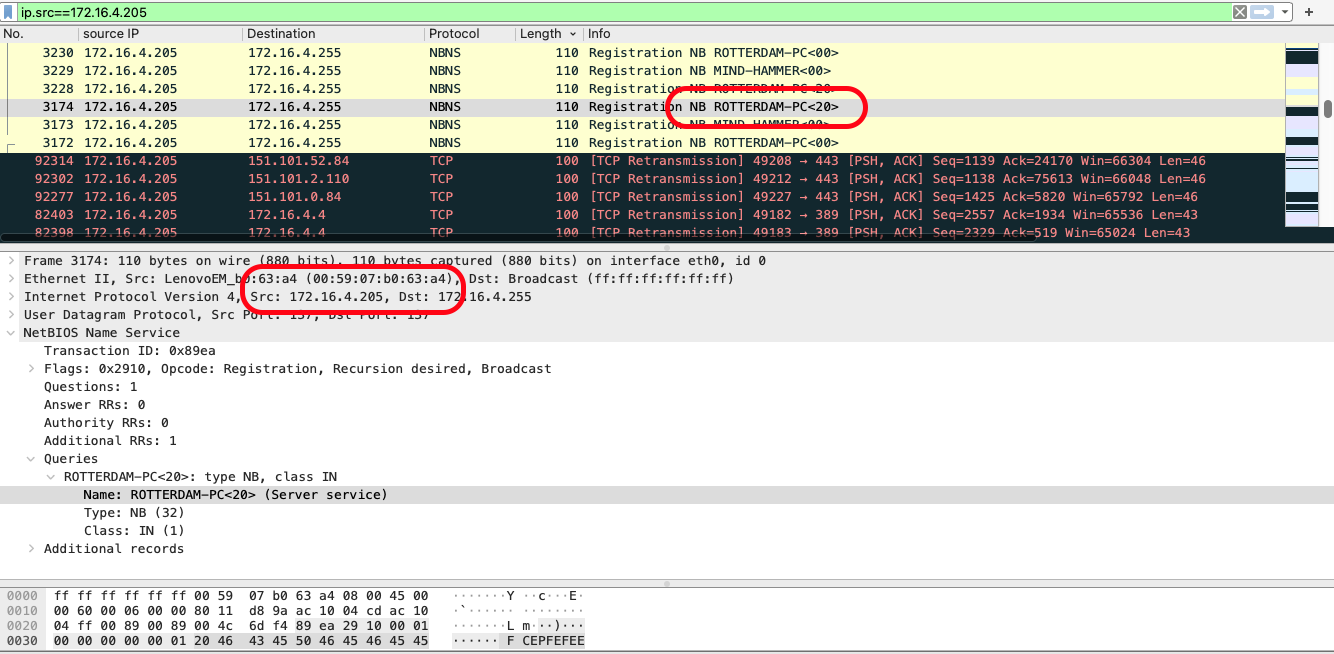 ip.src==172.16.4.205
No. source IP Destination Protocol Length Info
3230 172.16.4.205 172.16.4.255 NBNS 110 Registration NB ROTTERDAM-PC<00>
3229 172.16.4.205 172.16.4.255 NBNS 110 Registration NB MIND-HAMMER<00>
3228 172.16.4.205 172.16.4.255 NBNS 110 Registration NB ROTTERDAM-PC<20>
3174 172.16.4.205 172.16.4.255 NBNS 110 Registration NB ROTTERDAM-PC<20>
3173 172.16.4.205 172.16.4.255 NBNS 110 Registration NB MIND-HAMMER<00>
3172 172.16.4.205 172.16.4.255 NBNS 110 Registration NB ROTTERDAM-PC<00>
92314 172.16.4.205 151.101.52.84 TCP 100 [TCP Retransmission] 49208 → 443 [PSH, ACK] Seq=1139 Ack=24170 Win=66304 Len=46
92302 172.16.4.205 151.101.2.110 TCP 100 [TCP Retransmission] 49212 → 443 [PSH, ACK] Seq=1138 Ack=75613 Win=66048 Len=46
92277 172.16.4.205 151.101.0.84 TCP 100 [TCP Retransmission] 49227 → 443 [PSH, ACK] Seq=1425 Ack=5820 Win=65792 Len=46
82403 172.16.4.205 172.16.4.4 TCP 100 [TCP Retransmission] 49182 → 389 [PSH, ACK] Seq=2557 Ack=1934 Win=65536 Len=43
82398 172.16.4.205 172.16.4.4 TCP 100 [TCP Retransmission] 49183 → 389 [PSH, ACK] Seq=2329 Ack=519 Win=65024 Len=43
Frame 3174: 110 bytes on wire (880 bits), 110 bytes captured (880 bits) on interface eth0, id 0
Ethernet II, Src: LenovoEM_b0:63:a4 (00:59:07:b0:63:a4), Dst: Broadcast (ff:ff:ff:ff:ff:ff)
Internet Protocol Version 4, Src: 172.16.4.205, Dst: 172.16.4.255
User Datagram Protocol, Src Port: 137, Dst Port: 137
NetBIOS Name Service
Transaction ID: 0x89ea
Flags: 0x2910, Opcode: Registration, Recursion desired, Broadcast
Questions: 1
Answer RRs: 0
Authority RRs: 0
Additional RRs: 1
Queries
ROTTERDAM-PC<20>: type NB, class IN
Name: ROTTERDAM-PC<20> (Server service)
Type: NB (32)
Class: IN (1)
Additional records
0000 ff ff ff ff ff ff 00 59 07 b0 63 a4 08 00 45 00 ·······Y ··c···E·
0010 00 60 00 06 00 00 80 11 d8 9a ac 10 04 cd ac 10 ·`······ ········
0020 04 ff 00 89 00 89 00 4c 6d f4 89 ea 29 10 00 01 ·······L m···)···
0030 00 00 00 00 00 01 20 46 43 45 50 46 45 46 45 45 ······ F CEPFEFEE